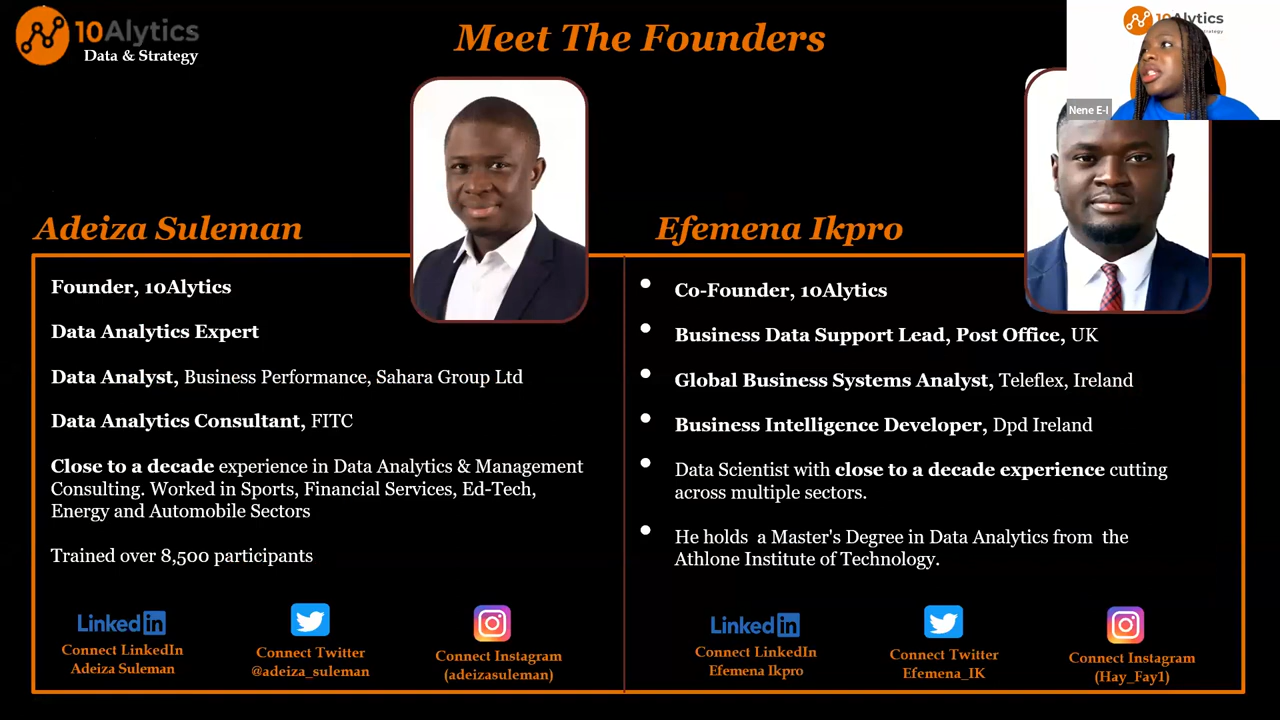 10Alytics
Data & Strategy
Meet The Founders
10Alytics
Nene E-I
Adeiza Suleman
Founder, 10Alytics
Data Analytics Expert
Data Analyst, Business Performance, Sahara Group Ltd
Data Analytics Consultant, FITC
Close to a decade experience in Data Analytics & Management
Consulting. Worked in Sports, Financial Services, Ed-Tech,
Energy and Automobile Sectors
Trained over 8,500 participants
Linkedin
Connect LinkedIn
Adeiza Suleman
Connect Twitter
@adeiza_suleman
Connect Instagram
(adeizasuleman)
Efemena Ikpro
Co-Founder, 10Alytics
Business Data Support Lead, Post Office, UK
Global Business Systems Analyst, Teleflex, Ireland
Business Intelligence Developer, Dpd Ireland
Data Scientist with close to a decade experience cutting
across multiple sectors.
He holds a Master's Degree in Data Analytics from the
Athlone Institute of Technology.
Linkedin
Connect LinkedIn
Efemena Ikpro
Connect Twitter
Efemena_IK
Connect Instagram
(Hay_Fay1)